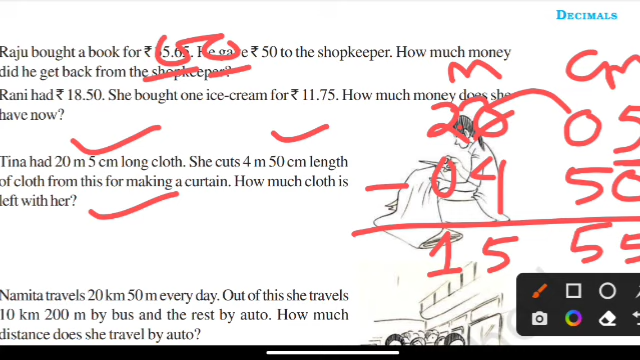 DECIMALS
Raju bought a book for ₹ 35.65. He gave ₹ 50 to the shopkeeper. How much money
did he get back from the shopkeeper?
Rani had ₹ 18.50. She bought one ice-cream for ₹ 11.75. How much money does she
have now?
Tina had 20 m 5 cm long cloth. She cuts 4 m 50 cm length
of cloth from this for making a curtain. How much cloth is
left with her?
Namita travels 20 km 50 m every day. Out of this she travels
10 km 200 m by bus and the rest by auto. How much
distance does she travel by auto?
m cm
20 05
- 04 50
15 55